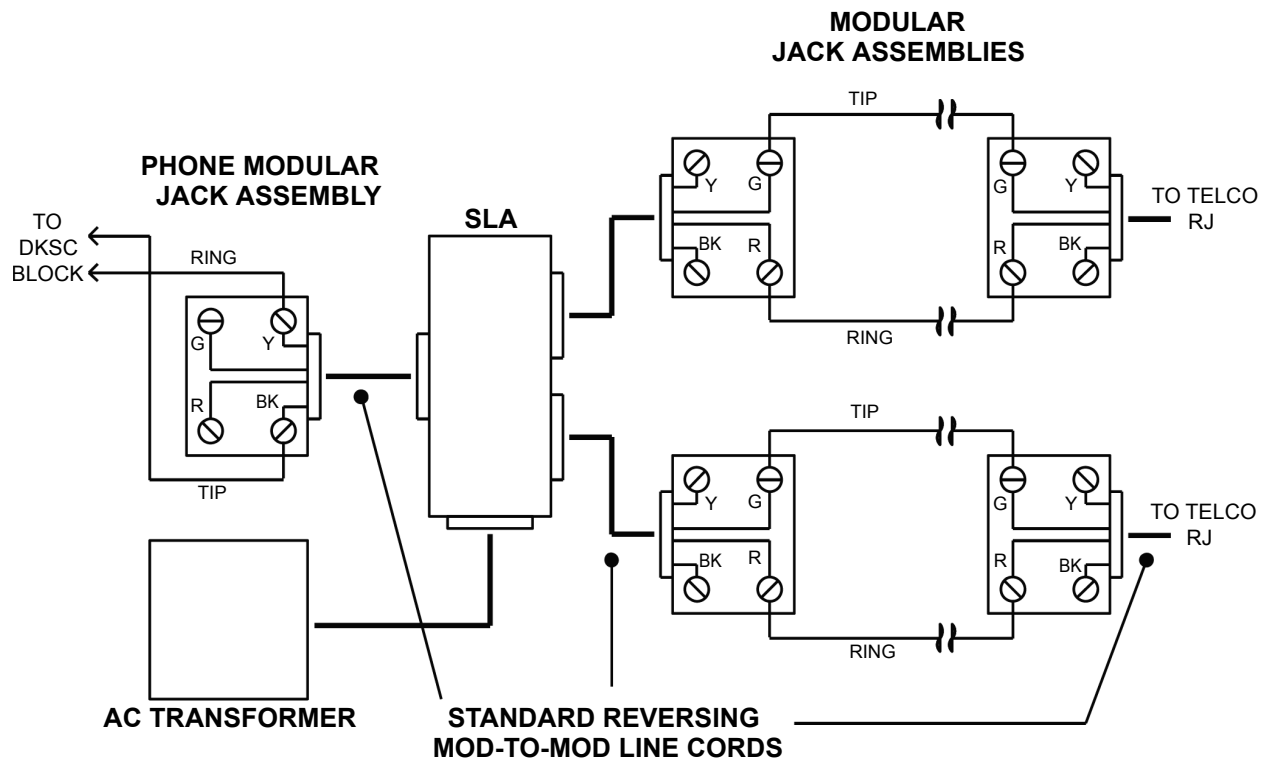 MODULAR
JACK ASSEMBLIES
TIP
PHONE MODULAR
JACK ASSEMBLY
SLA
TO
DKSC
BLOCK
RING
G
Y
R
BK
TIP
Y
G
BK
R
RING
G
Y
R
BK
TO TELCO
RJ
TIP
Y
G
BK
R
RING
G
Y
R
BK
TO TELCO
RJ
AC TRANSFORMER
STANDARD REVERSING
MOD-TO-MOD LINE CORDS